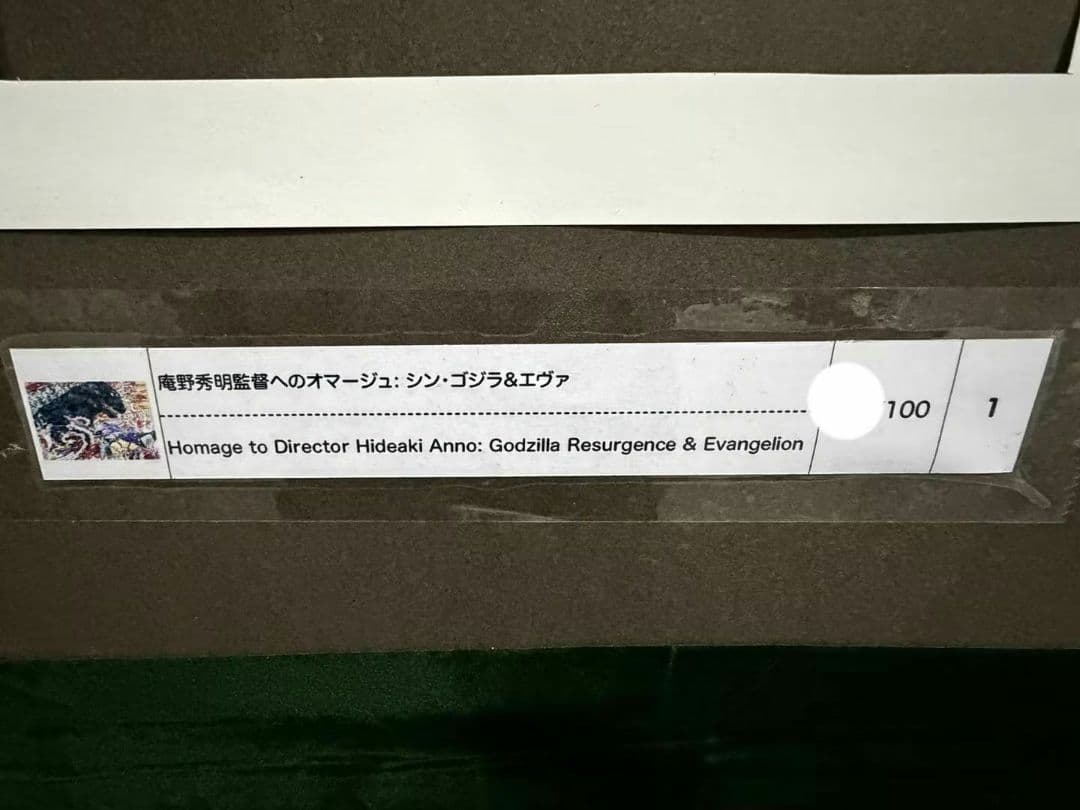 庵野秀明監督へのオマージュ: シン・ゴジラ&エヴァ
Homage to Director Hideaki Anno: Godzilla Resurgence & Evangelion
100
1